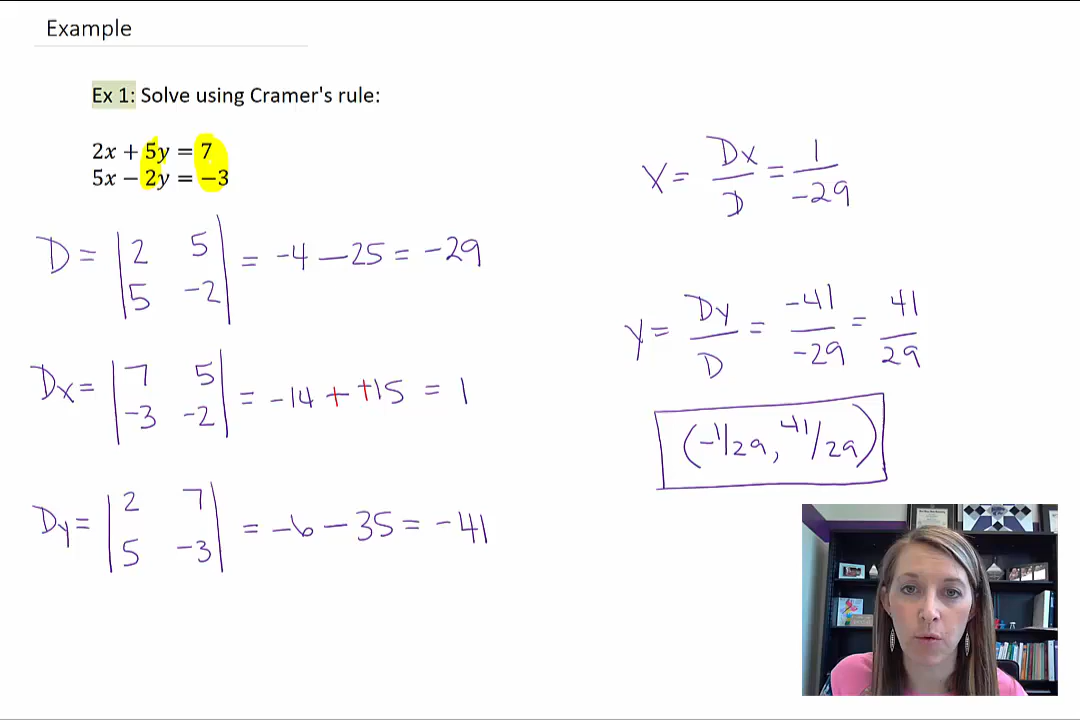 Example
Ex 1: Solve using Cramer's rule:
2x + 5y = 7
5x − 2y = −3
D = |2 5| = -4 - 25 = -29
|5 -2|
Dx = |7 5| = -14 + +15 = 1
|-3 -2|
Dy = |2 7| = -6 - 35 = -41
|5 -3|
x = Dx/D = 1/-29
y = Dy/D = -41/-29 = 41/29
(-1/29, 41/29)